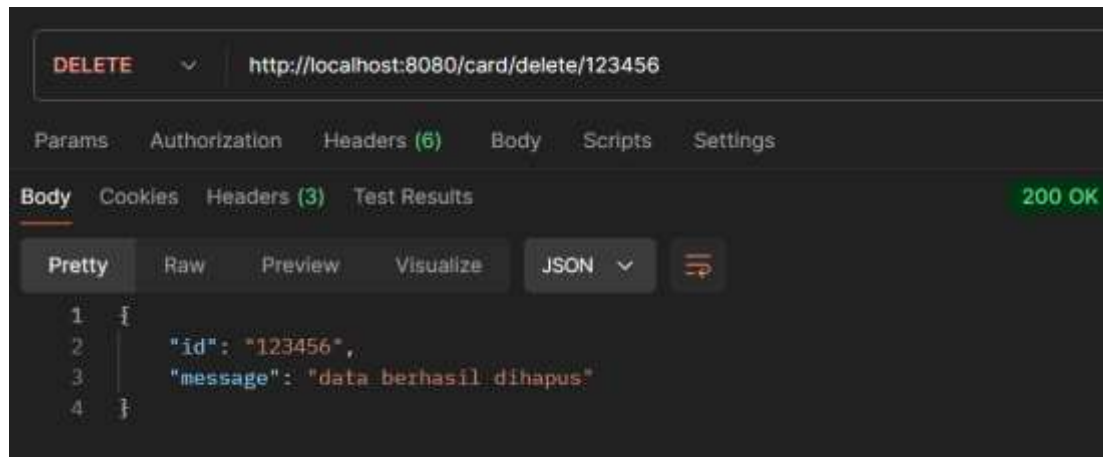 DELETE http://localhost:8080/card/delete/123456
Params Authorization Headers (6) Body Scripts Settings
Body Cookies Headers (3) Test Results 200 OK
Pretty Raw Preview Visualize JSON
1 {
2 "id": "123456",
3 "message": "data berhasil dihapus"
4 }